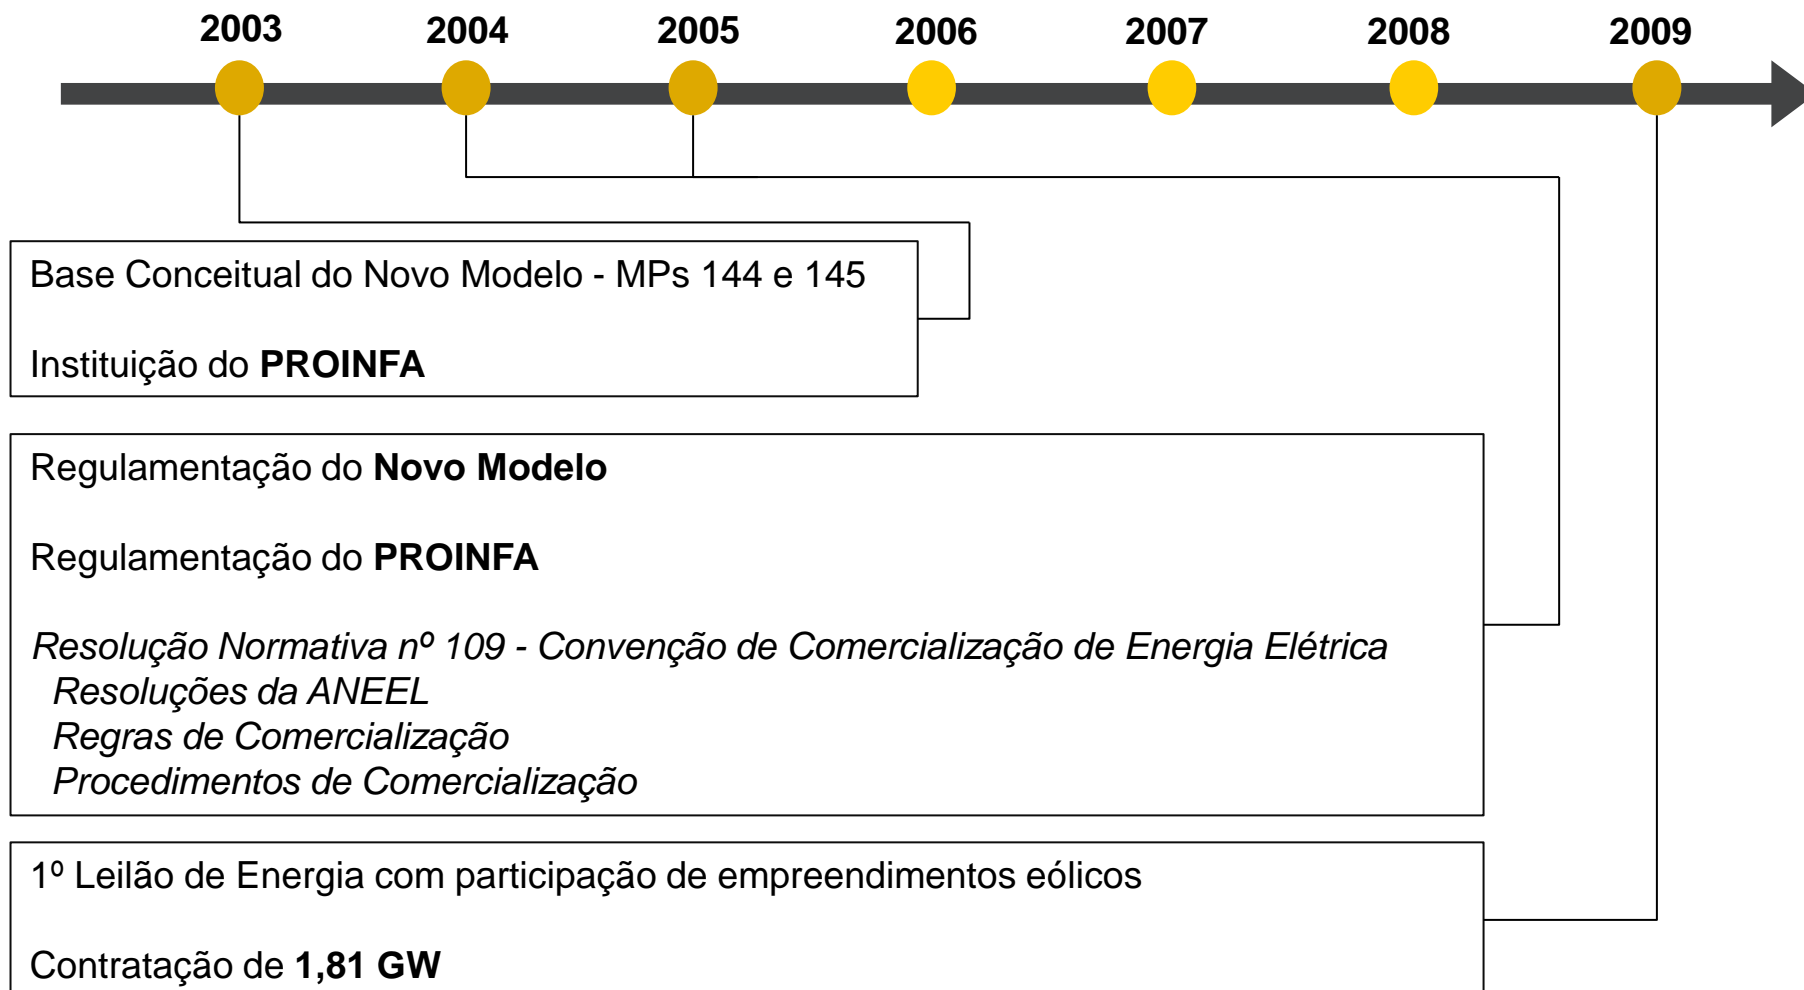 2003 2004 2005 2006 2007 2008 2009
Base Conceitual do Novo Modelo - MPs 144 e 145
Instituição do PROINFA
Regulamentação do Novo Modelo
Regulamentação do PROINFA
Resolução Normativa nº 109 - Convenção de Comercialização de Energia Elétrica
Resoluções da ANEEL
Regras de Comercialização
Procedimentos de Comercialização
1º Leilão de Energia com participação de empreendimentos eólicos
Contratação de 1,81 GW